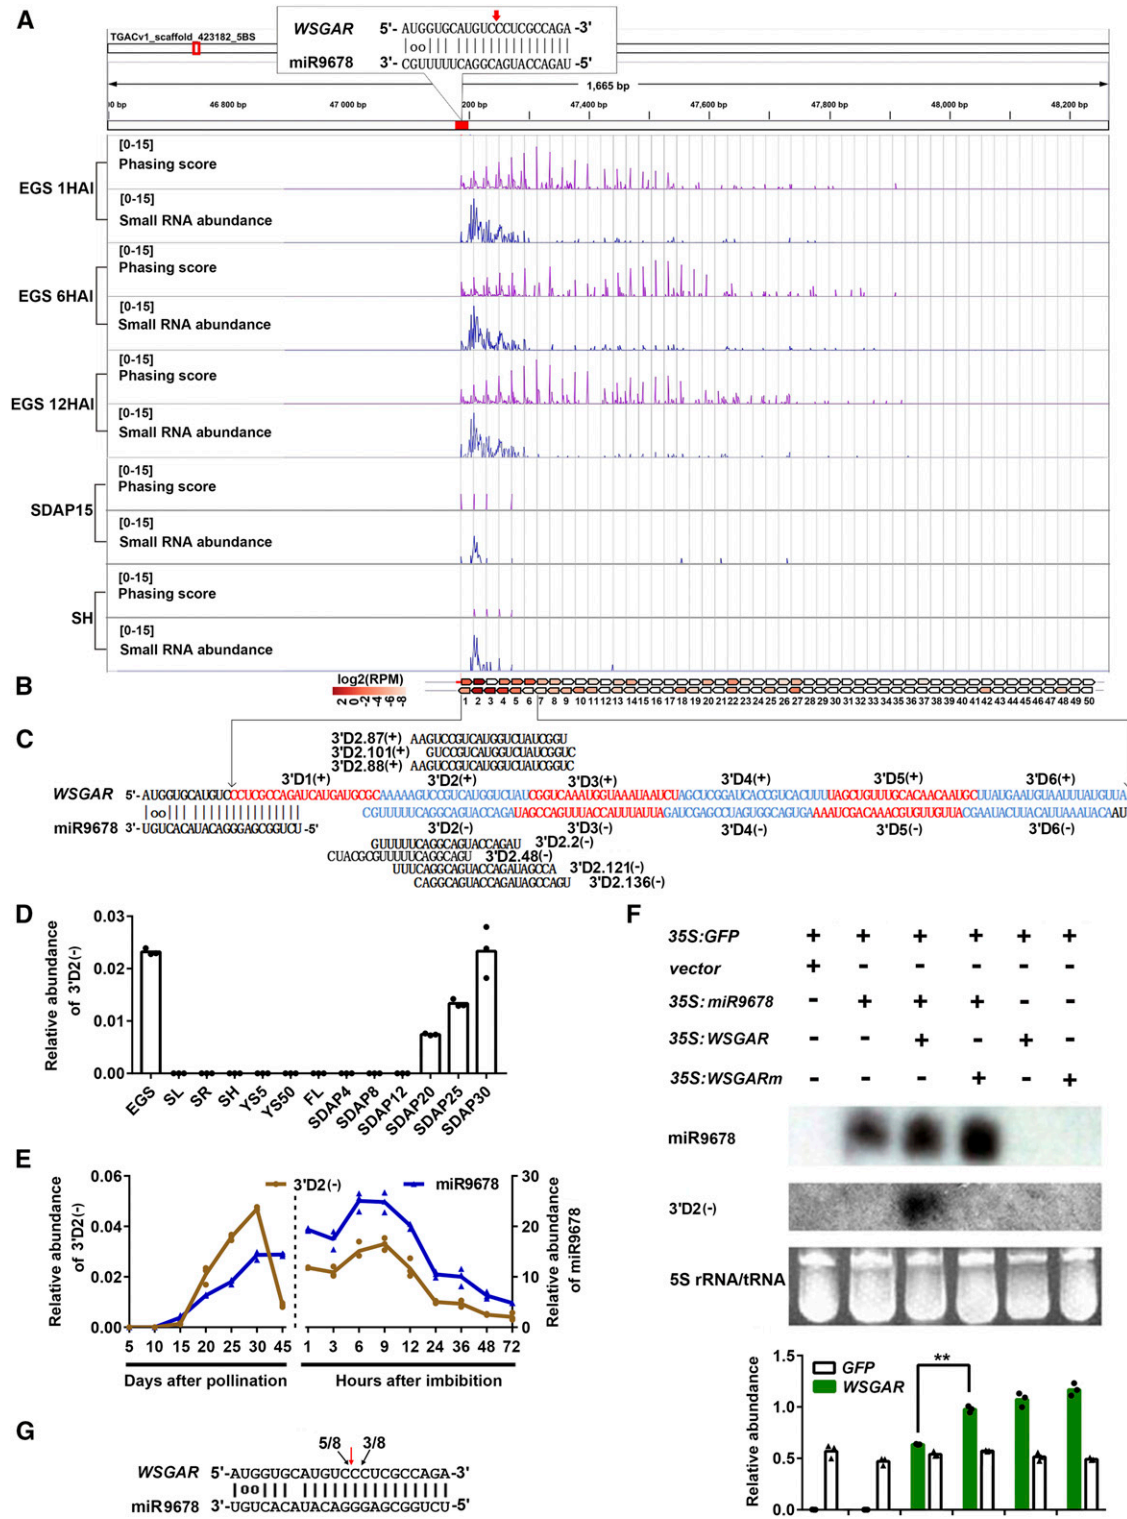 A
WSGAR 5'- AUGGUGCAUGUCCCUCGCCAGA -3'
oo
miR9678 3'- CGUUUUUCAGGCAGUACCAGAU -5'
TGACv1_scaffold_423182_5BS
1,665 bp
00 bp 46 800 bp 47 000 bp 200 bp 47,400 bp 47,600 bp 47,800 bp 48,000 bp 48,200 bp
EGS 1HAI
[0-15]
Phasing score
[0-15]
Small RNA abundance
EGS 6HAI
[0-15]
Phasing score
[0-15]
Small RNA abundance
EGS 12HAI
[0-15]
Phasing score
[0-15]
Small RNA abundance
SDAP15
[0-15]
Phasing score
[0-15]
Small RNA abundance
SH
[0-15]
Phasing score
[0-15]
Small RNA abundance
B
log2(RPM)
2 0 -2 -4 -6 -8
1 2 3 4 5 6 7 8 9 10 11 12 13 14 15 16 17 18 19 20 21 22 23 24 25 26 27 28 29 30 31 32 33 34 35 36 37 38 39 40 41 42 43 44 45 46 47 48 49 50
C
3'D2.87(+) AAGUCCGUCAUGGUCUAUCGGU
3'D2.101(+) GUCCGUCAUGGUCUAUCGGUC
3'D2.88(+) AAGUCCGUCAUGGUCUAUCGGUC
3'D1(+) 3'D2(+) 3'D3(+) 3'D4(+) 3'D5(+) 3'D6(+)
WSGAR 5'- AUGGUGCAUGUCCCUCGCCAGAUCAUGAUGCGCAAAAAGUCCGUCAUGGUCUAUCGGUCAAAUGGUAAAUAAUCUAGCUCGGAUCACCGUCACUUUUAGCUGUUUGCACAACAAUGCUUAUGAAUGUAAUUUAUGUUA
oo CGUUUUUCAGGCAGUACCAGAUAGCCAGUUUACCAUUUAUUAGAUCGAGCCUAGUGGCAGUGAAAAUCGACAAACGUGUUGUUACGAAUACUUACAUUAAAUACAAU
miR9678 3'-UGUCACAUACAGGGAGCGGUCU-5'
3'D2(-) 3'D3(-) 3'D4(-) 3'D5(-) 3'D6(-)
GUUUUUCAGGCAGUACCAGAU 3'D2.2(-)
CUACGCGUUUUUCAGGCAGU 3'D2.48(-)
UUUCAGGCAGUACCAGAUAGCCA 3'D2.121(-)
CAGGCAGUACCAGAUAGCCAGU 3'D2.136(-)
D
Relative abundance of 3'D2(-)
0.03
0.02
0.01
0.00
EGS SL SR SH YS5 YS50 FL SDAP4 SDAP8 SDAP12 SDAP20 SDAP25 SDAP30
E
3'D2(-) miR9678
Relative abundance of 3'D2(-)
0.06
0.04
0.02
0.00
30
20
10
0
Relative abundance of miR9678
5 10 15 20 25 30 45 1 3 6 9 12 24 36 48 72
Days after pollination Hours after imbibition
F
35S:GFP + + + + + +
vector + - - - - -
35S:miR9678 - + + + - -
35S:WSGAR - - + - + -
35S:WSGARm - - - + - +
miR9678
3'D2(-)
5S rRNA/tRNA
Relative abundance
1.5
1.0
0.5
0.0
GFP
WSGAR
**
G
5/8 3/8
WSGAR 5'-AUGGUGCAUGUCCCUCGCCAGA-3'
oo
miR9678 3'-UGUCACAUACAGGGAGCGGUCU-5'